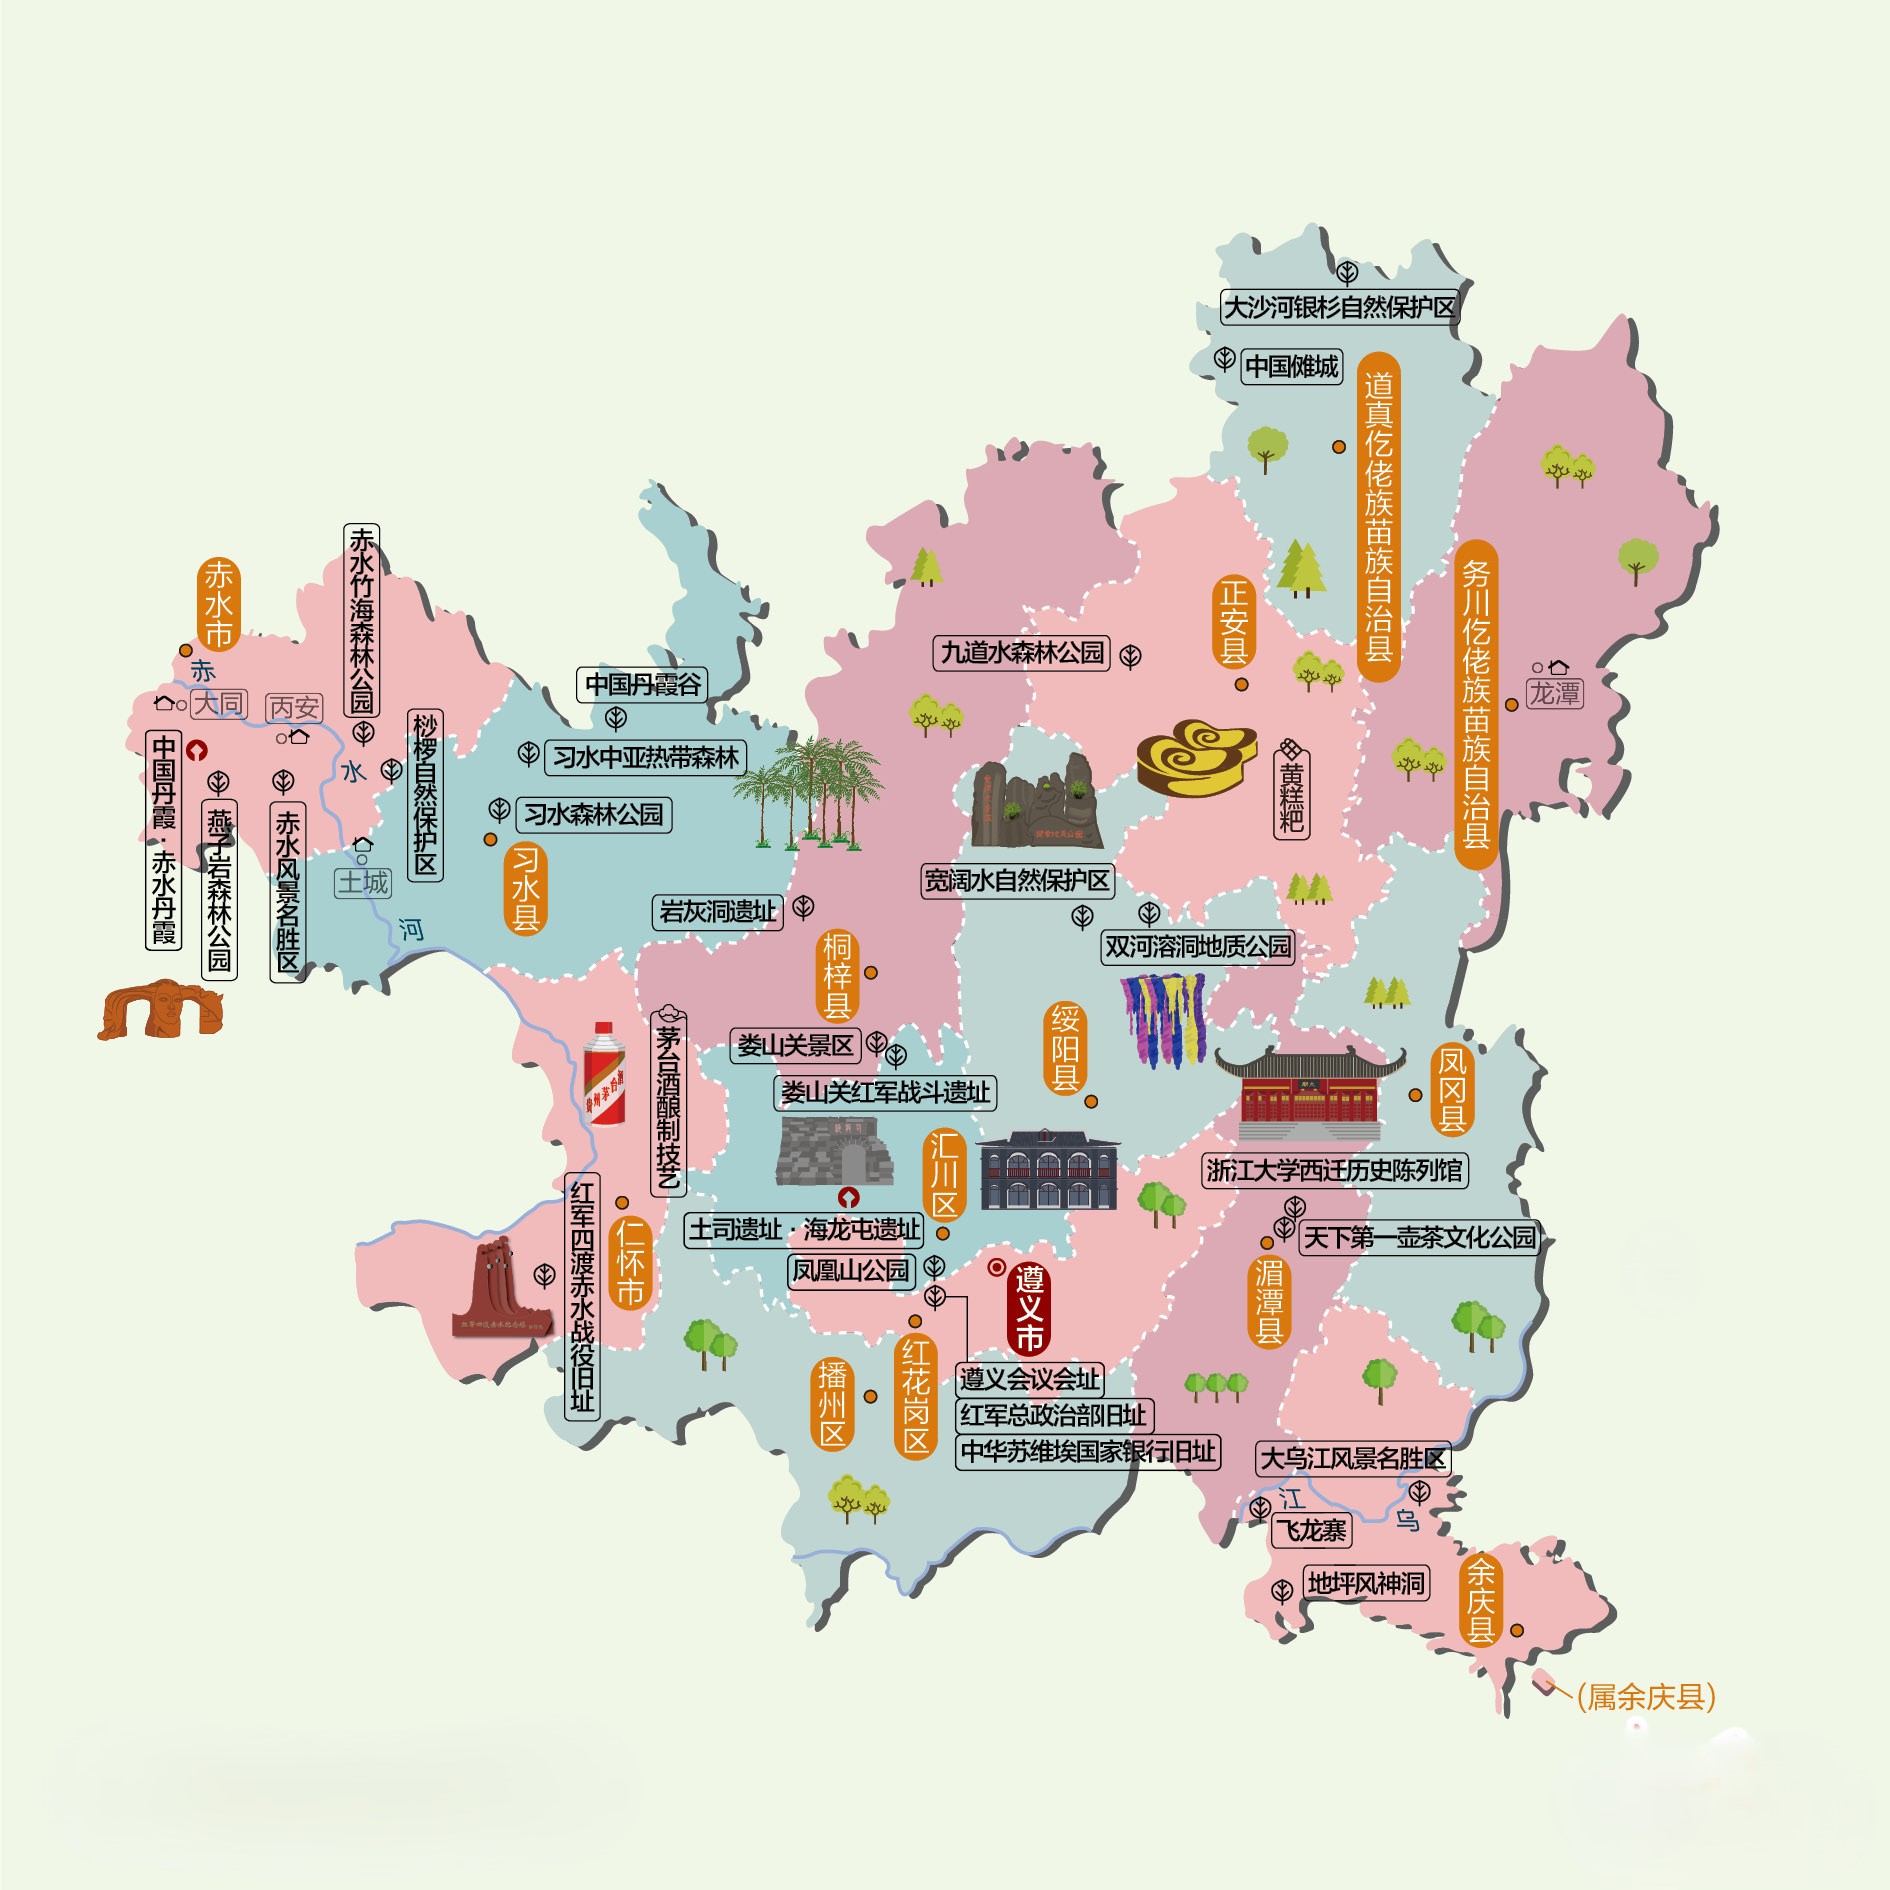 大沙河银杉自然保护区
中国傩城
道真仡佬族苗族自治县
务川仡佬族苗族自治县
龙潭
正安县
九道水森林公园
黄糕粑
赤水竹海森林公园
赤水市
赤
水
河
大同
丙安
中国丹霞·赤水丹霞
燕子岩森林公园
赤水风景名胜区
桫椤自然保护区
土城
中国丹霞谷
习水中亚热带森林
习水森林公园
习水县
岩灰洞遗址
桐梓县
宽阔水自然保护区
双河溶洞地质公园
绥阳县
娄山关景区
娄山关红军战斗遗址
茅台酒酿制技艺
贵州茅台酒
红军四渡赤水战役旧址
仁怀市
汇川区
土司遗址·海龙屯遗址
凤凰山公园
遵义市
红花岗区
播州区
遵义会议会址
红军总政治部旧址
中华苏维埃国家银行旧址
凤冈县
浙江大学西迁历史陈列馆
天下第一壶茶文化公园
湄潭县
大乌江风景名胜区
江
乌
飞龙寨
地坪风神洞
余庆县
(属余庆县)